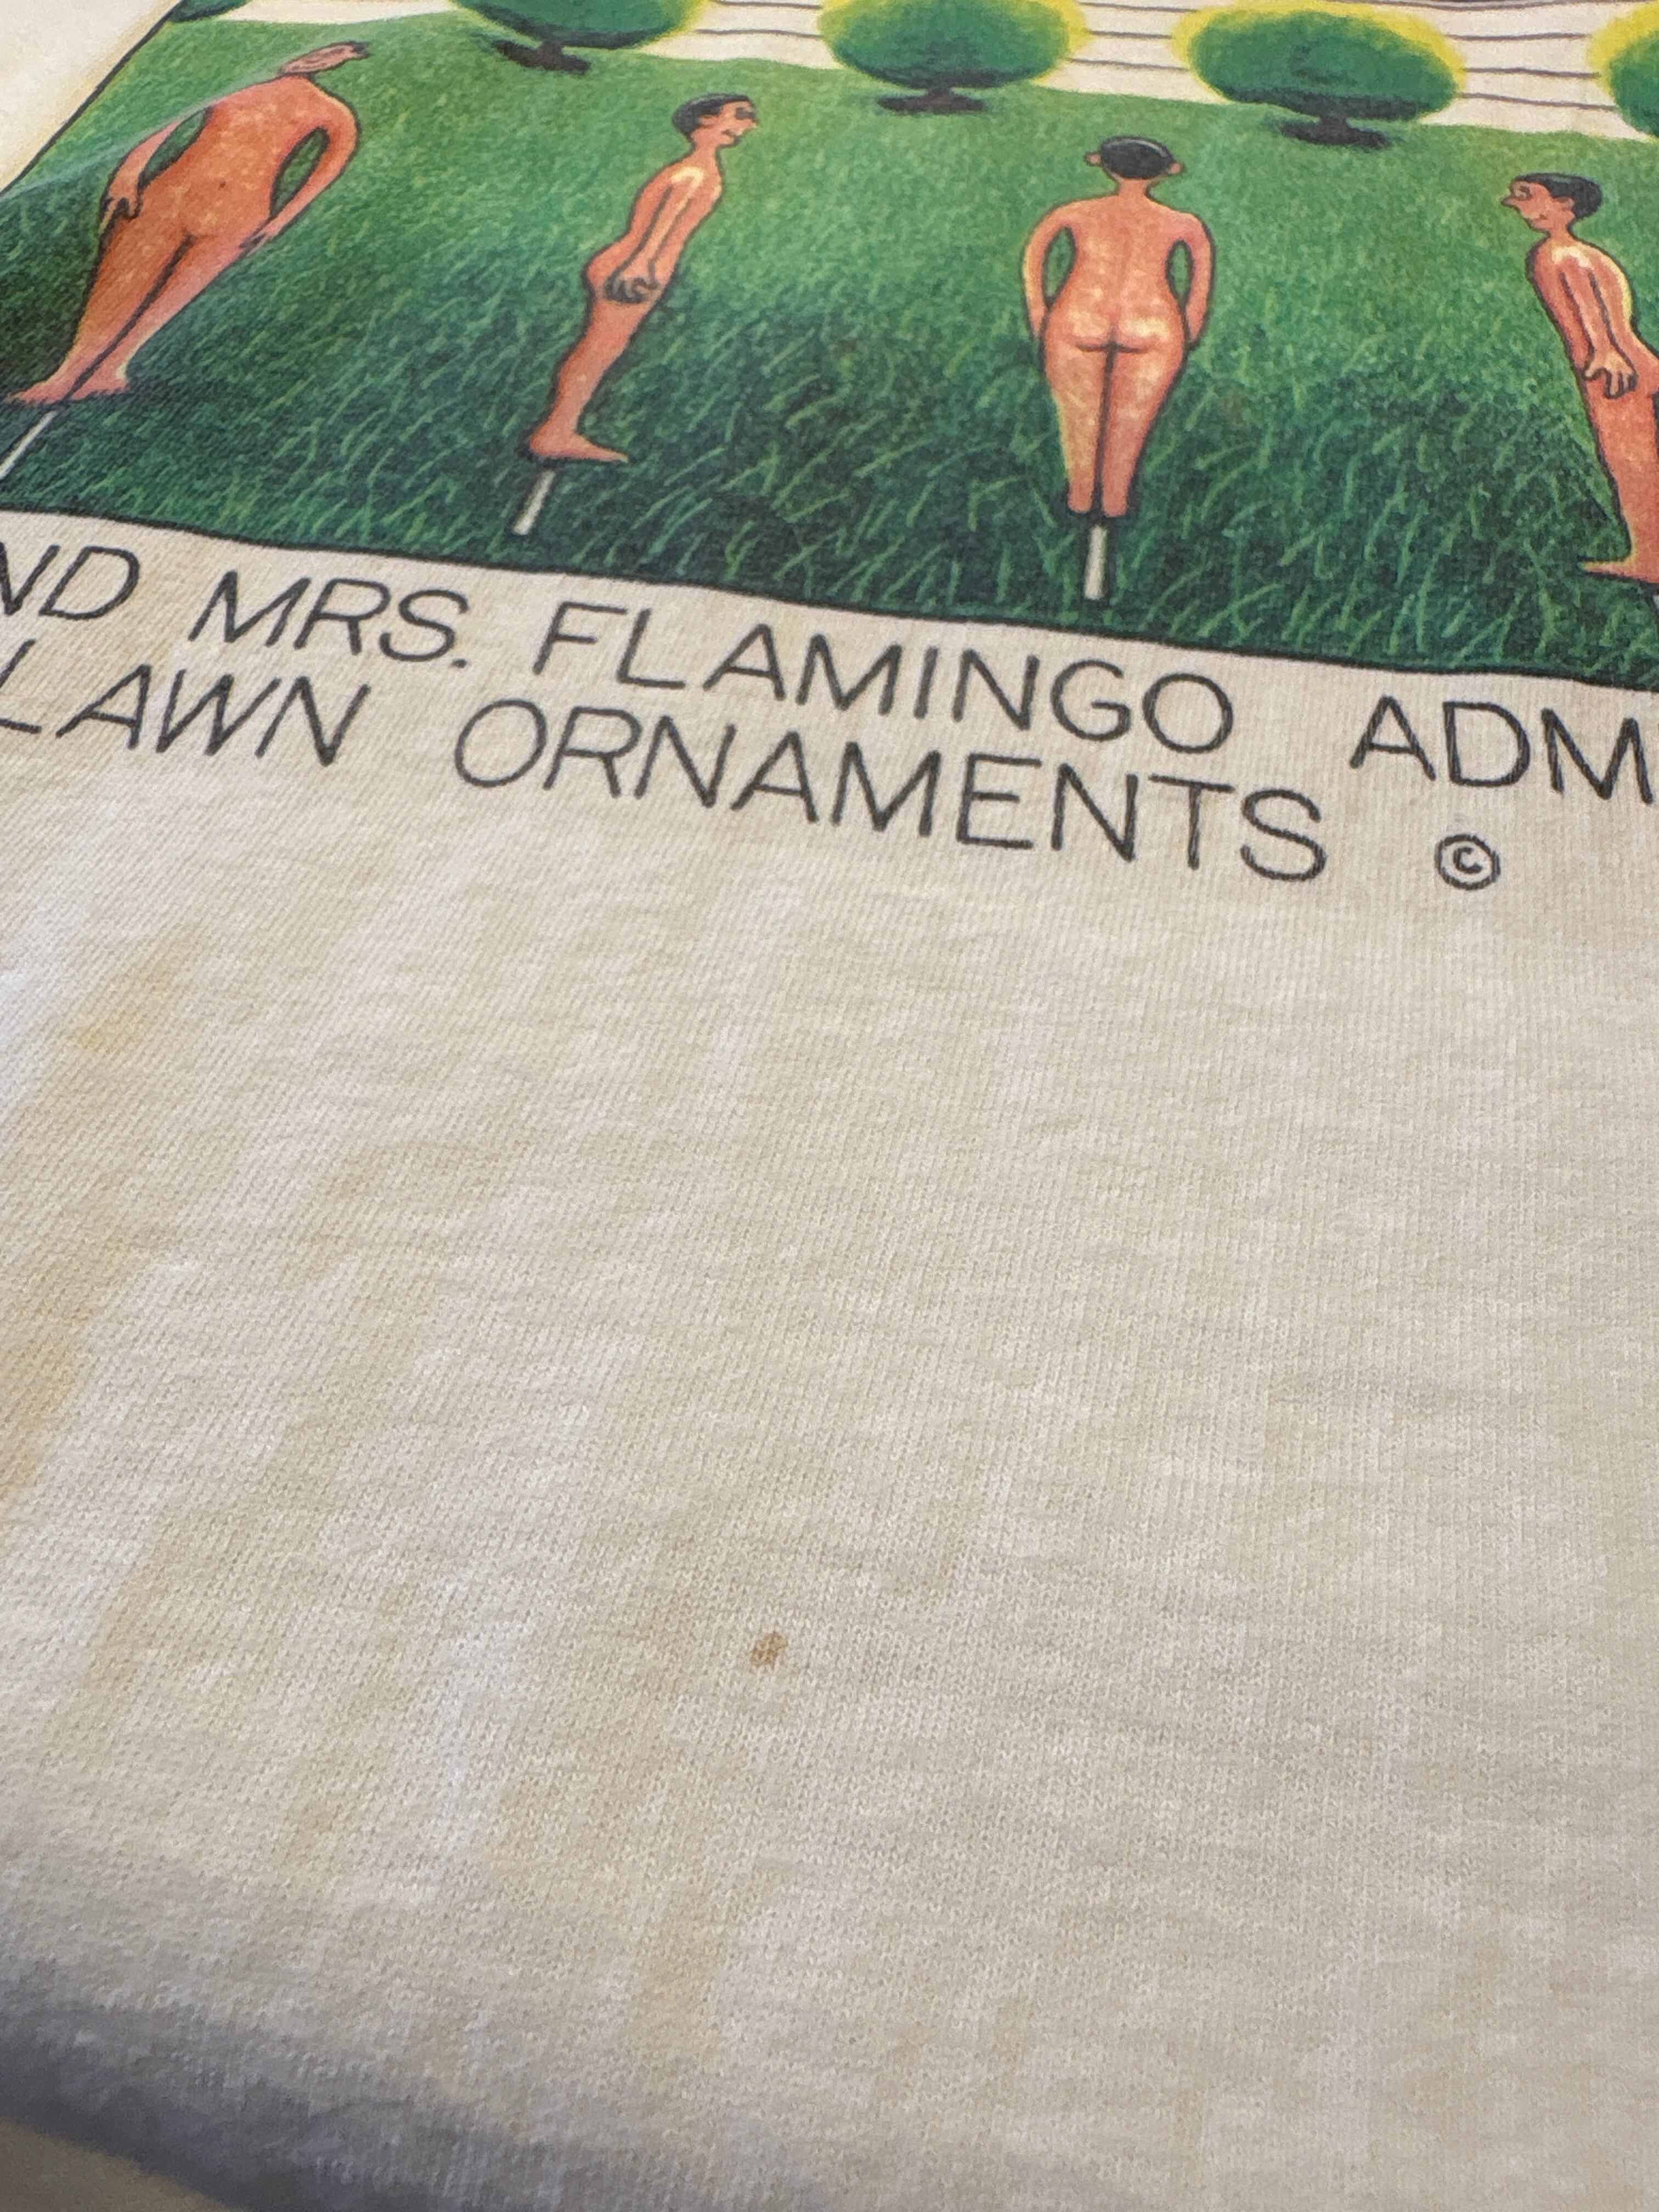 ND MRS. FLAMINGO ADM
LAWN ORNAMENTS ©